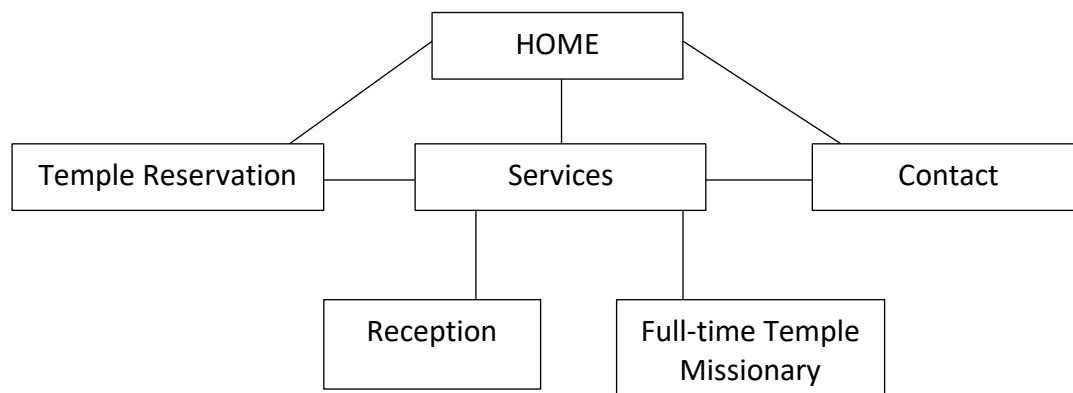 HOME
Temple Reservation
Services
Contact
Reception
Full-time Temple
Missionary